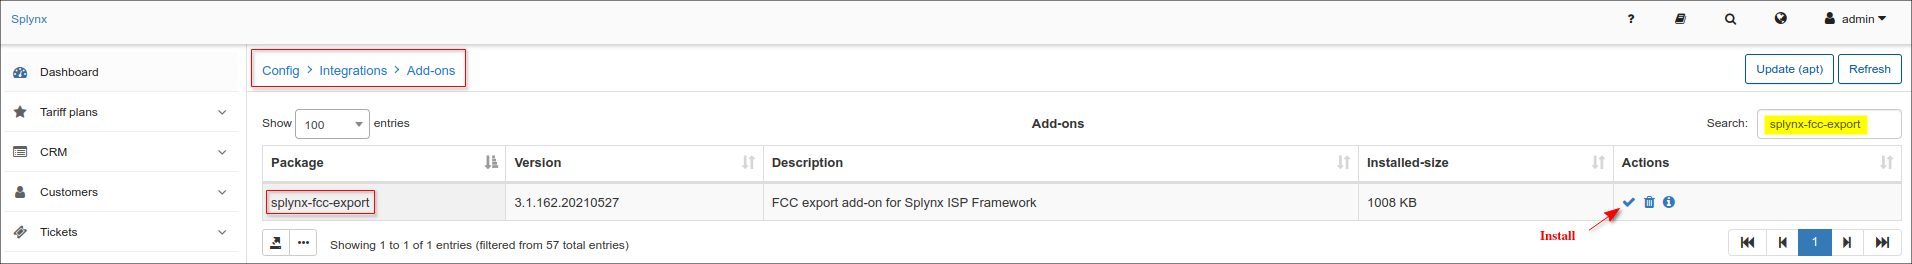 Splynx
? admin
Dashboard
Config > Integrations > Add-ons
Update (apt) Refresh
Tariff plans
Show 100 entries
Add-ons
Search: splynx-fcc-export
CRM
Package Version Description Installed-size Actions
Customers
splynx-fcc-export 3.1.162.20210527 FCC export add-on for Splynx ISP Framework 1008 KB
Tickets
Install
Showing 1 to 1 of 1 entries (filtered from 57 total entries)
1